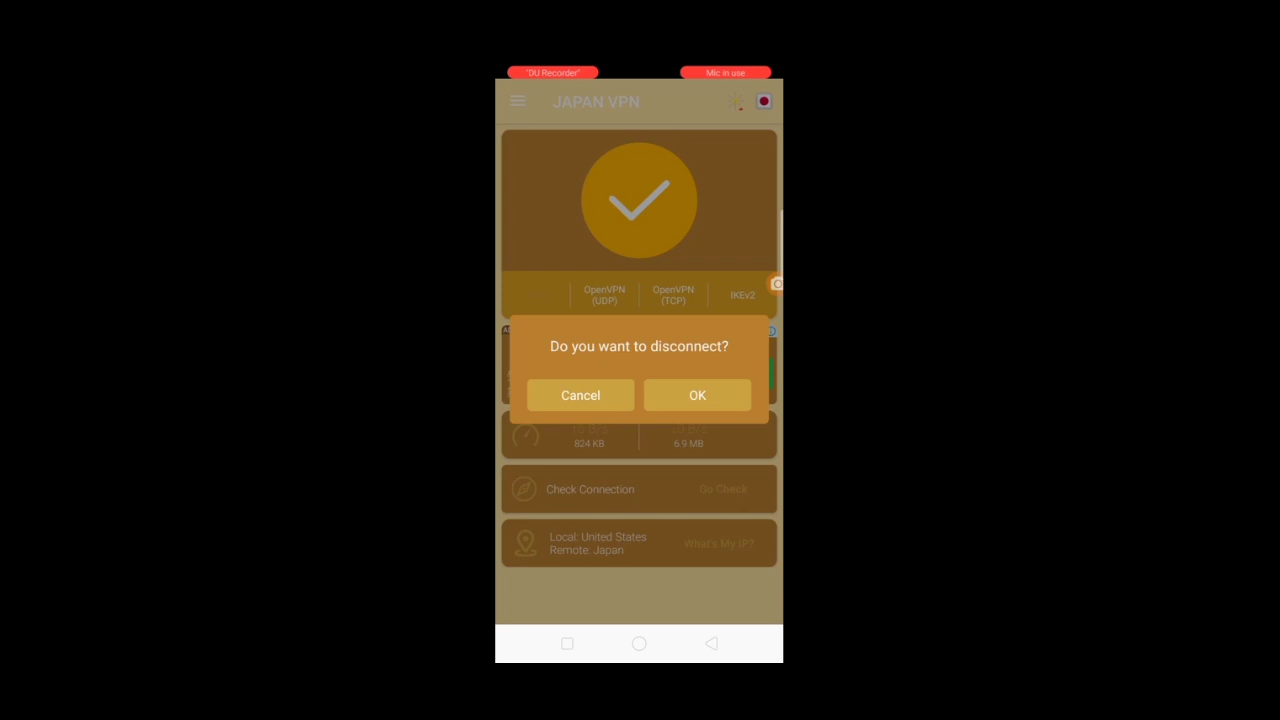 "DU Recorder"
Mic in use
JAPAN VPN
OpenVPN
(UDP)
OpenVPN
(TCP)
IKEv2
Do you want to disconnect?
Cancel
OK
824 KB
6.9 MB
Check Connection
Go Check
Local: United States
Remote: Japan
What's My IP?